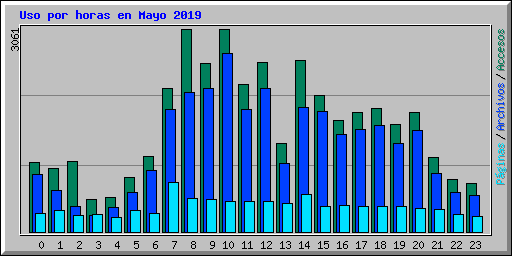 Uso por horas en Mayo 2019
3061
Páginas / Archivos / Accesos
0 1 2 3 4 5 6 7 8 9 10 11 12 13 14 15 16 17 18 19 20 21 22 23